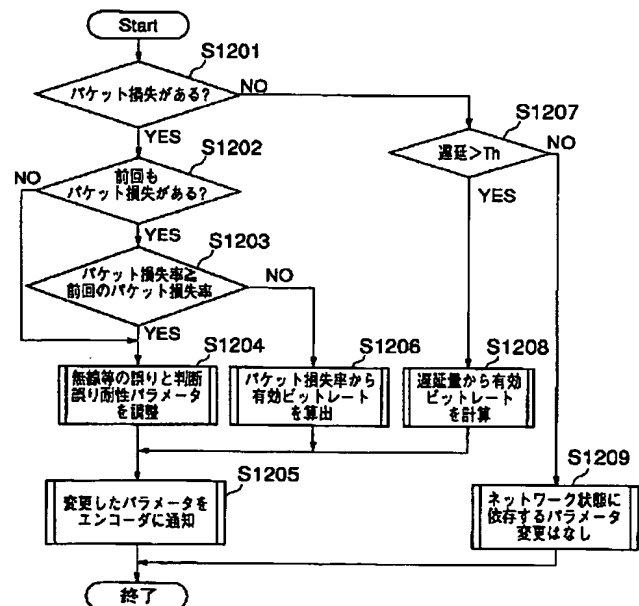 Start
S1201
パケット損失がある?
NO
YES
S1207
遅延>Th
NO
YES
S1202
前回も
パケット損失がある?
NO
YES
S1203
パケット損失率≧
前回のパケット損失率
NO
YES
S1204
無線等の誤りと判断
誤り耐性パラメータ
を調整
S1206
パケット損失率から
有効ビットレート
を算出
S1208
遅延量から有効
ビットレート
を計算
S1205
変更したパラメータを
エンコーダに通知
S1209
ネットワーク状態に
依存するパラメータ
変更はなし
終了